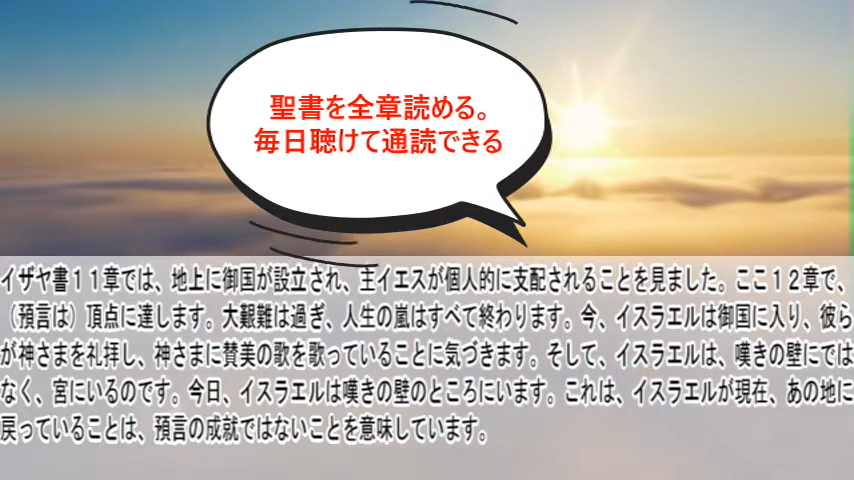 聖書を全章読める。
毎日聴けて通読できる
イザヤ書１１章では、地上に御国が設立され、主イエスが個人的に支配されることを見ました。ここ１２章で、
（預言は）頂点に達します。大艱難は過ぎ、人生の嵐はすべて終わります。今、イスラエルは御国に入り、彼ら
が神さまを礼拝し、神さまに賛美の歌を歌っていることに気づきます。そして、イスラエルは、嘆きの壁にでは
なく、宮にいるのです。今日、イスラエルは嘆きの壁のところにいます。これは、イスラエルが現在、あの地に
戻っていることは、預言の成就ではないことを意味しています。